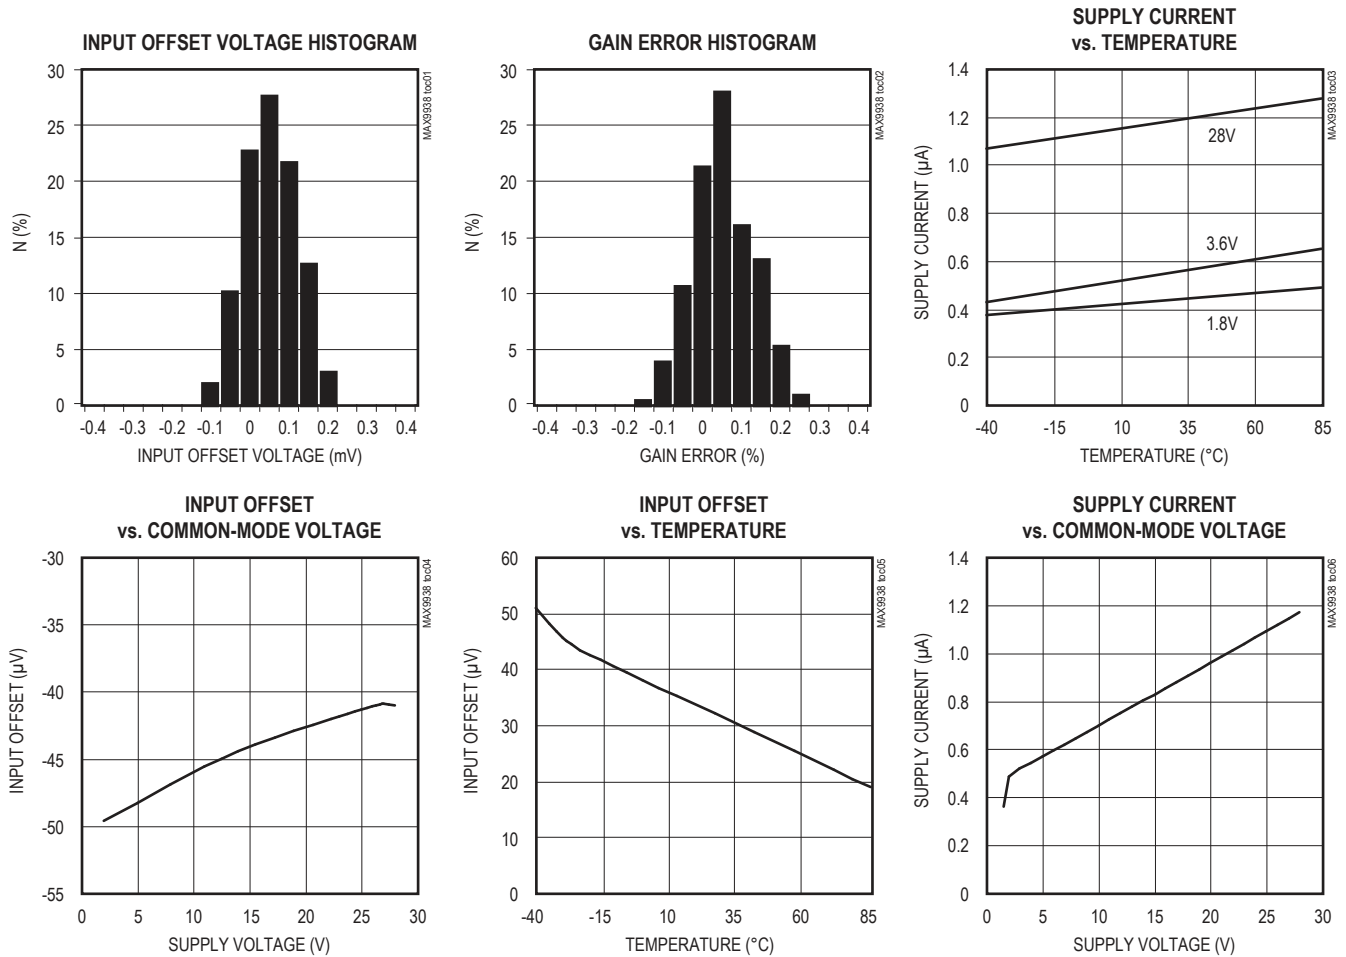 INPUT OFFSET VOLTAGE HISTOGRAM
30
25
20
15
10
5
0
N (%)
-0.4 -0.3 -0.2 -0.1 0 0.1 0.2 0.3 0.4
INPUT OFFSET VOLTAGE (mV)
MAX9938 toc01
GAIN ERROR HISTOGRAM
30
25
20
15
10
5
0
N (%)
-0.4 -0.3 -0.2 -0.1 0 0.1 0.2 0.3 0.4
GAIN ERROR (%)
MAX9938 toc02
SUPPLY CURRENT
vs. TEMPERATURE
1.4
1.2
1.0
0.8
0.6
0.4
0.2
0
SUPPLY CURRENT (μA)
28V
3.6V
1.8V
-40 -15 10 35 60 85
TEMPERATURE (°C)
MAX9938 toc03
INPUT OFFSET
vs. COMMON-MODE VOLTAGE
-30
-35
-40
-45
-50
-55
INPUT OFFSET (μV)
0 5 10 15 20 25 30
SUPPLY VOLTAGE (V)
MAX9938 toc04
INPUT OFFSET
vs. TEMPERATURE
60
50
40
30
20
10
0
INPUT OFFSET (μV)
-40 -15 10 35 60 85
TEMPERATURE (°C)
MAX9938 toc05
SUPPLY CURRENT
vs. COMMON-MODE VOLTAGE
1.4
1.2
1.0
0.8
0.6
0.4
0.2
0
SUPPLY CURRENT (μA)
0 5 10 15 20 25 30
SUPPLY VOLTAGE (V)
MAX9938 toc06